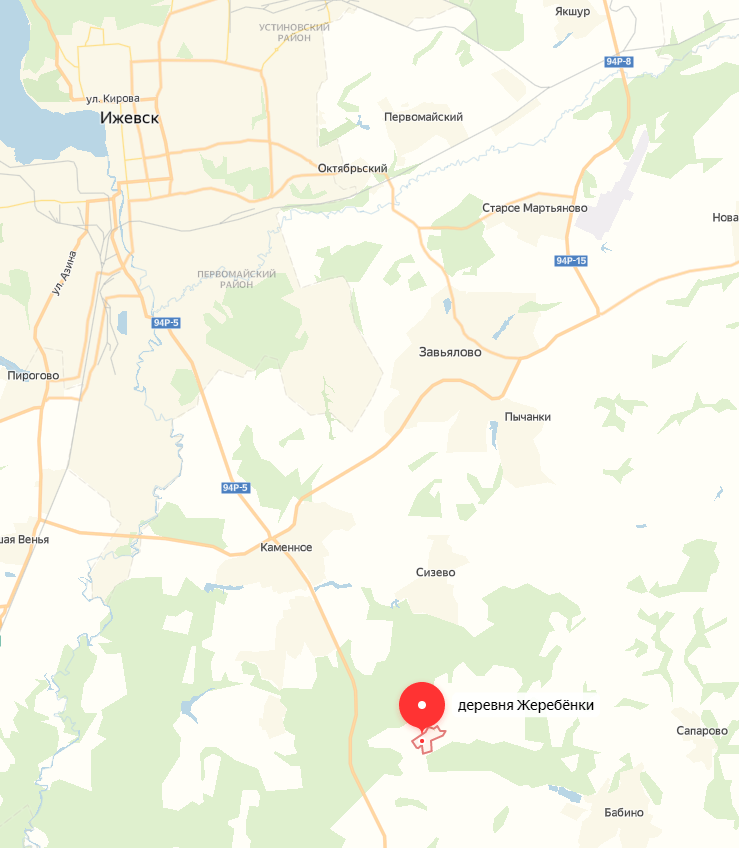 Якшур
УСТИНОВСКИЙ
РАЙОН
94Р-8
ул. Кирова
Ижевск
Первомайский
Октябрьский
Старое Мартьяново
Нова
ул. Азина
94Р-15
ПЕРВОМАЙСКИЙ
РАЙОН
94Р-5
Завьялово
Пирогово
Пычанки
94Р-5
шая Венья
Каменное
Сизево
деревня Жеребёнки
Сапарово
Бабино